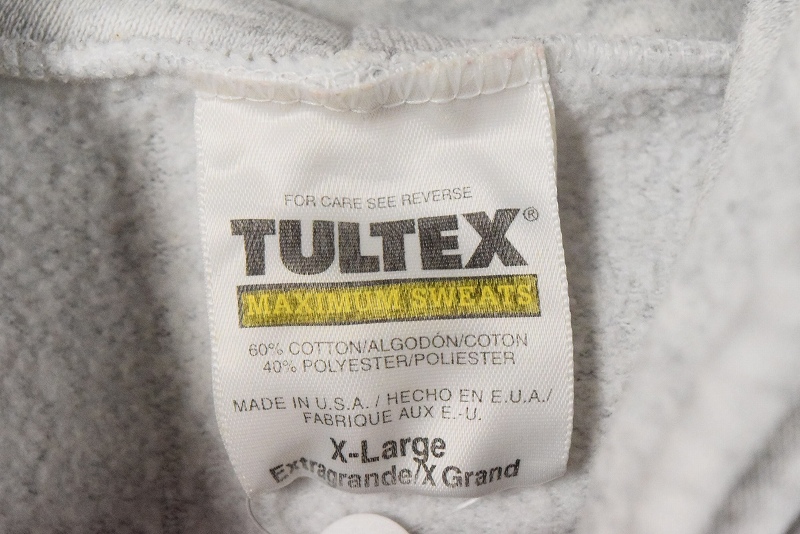 FOR CARE SEE REVERSE
TULTEX®
MAXIMUM SWEATS
60% COTTON/ALGODÓN/COTON
40% POLYESTER/POLIESTER
MADE IN U.S.A. / HECHO EN E.U.A./
FABRIQUE AUX E.-U.
X-Large
Extragrande/X Grand